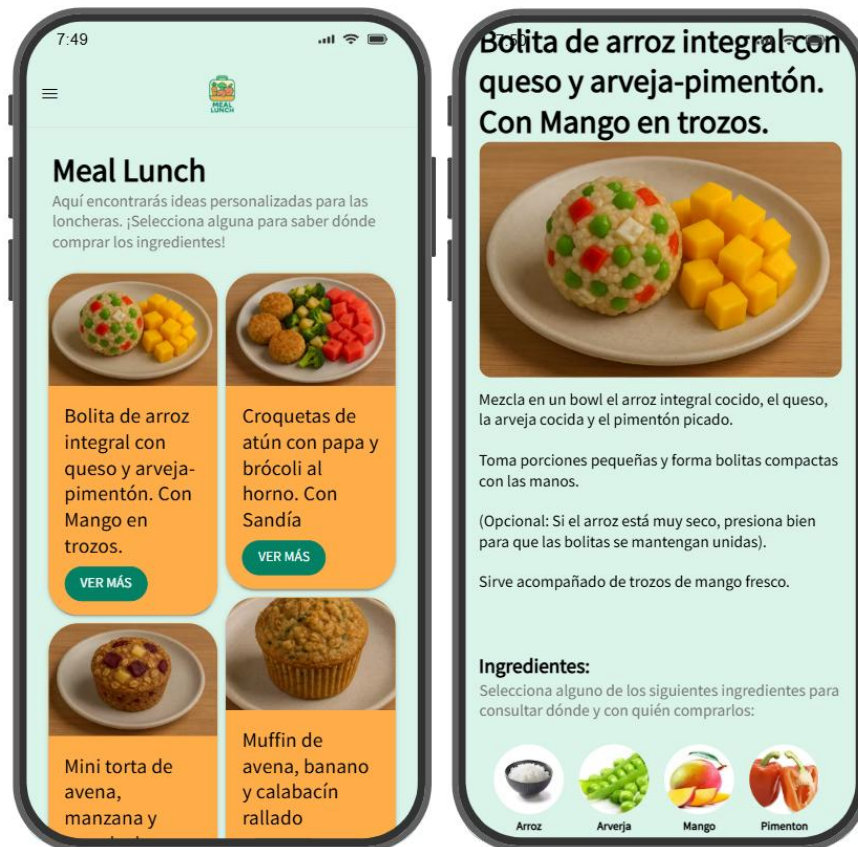 7:49
MEAL
LUNCH
Meal Lunch
Aquí encontrarás ideas personalizadas para las
loncheras. ¡Selecciona alguna para saber dónde
comprar los ingredientes!
Bolita de arroz
integral con
queso y arveja-
pimentón. Con
Mango en
trozos.
VER MÁS
Croquetas de
atún con papa y
brócoli al
horno. Con
Sandía
VER MÁS
Mini torta de
avena,
manzana y
Muffin de
avena, banano
y calabacín
rallado
7:50
Bolita de arroz integral con
queso y arveja-pimentón.
Con Mango en trozos.
Mezcla en un bowl el arroz integral cocido, el queso,
la arveja cocida y el pimentón picado.
Toma porciones pequeñas y forma bolitas compactas
con las manos.
(Opcional: Si el arroz está muy seco, presiona bien
para que las bolitas se mantengan unidas).
Sirve acompañado de trozos de mango fresco.
Ingredientes:
Selecciona alguno de los siguientes ingredientes para
consultar dónde y con quién comprarlos:
Arroz Arverja Mango Pimenton